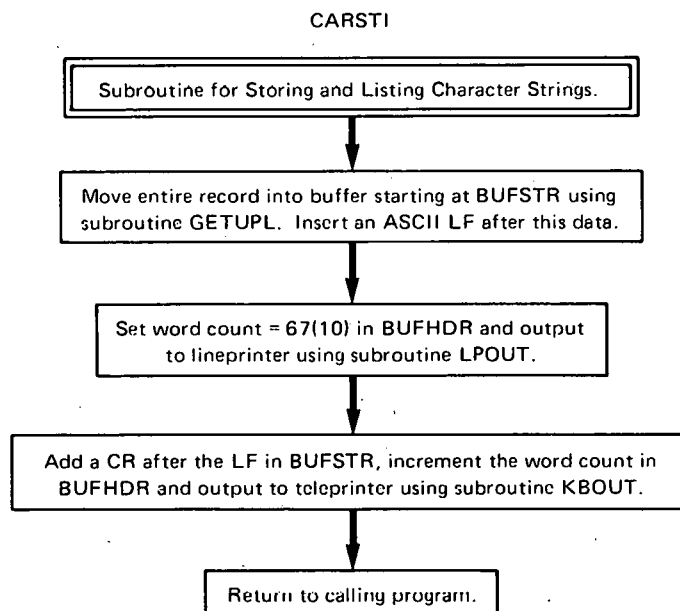 CARSTI
Subroutine for Storing and Listing Character Strings.
Move entire record into buffer starting at BUFSTR using
subroutine GETUPL. Insert an ASCII LF after this data.
Set word count = 67(10) in BUFHDR and output
to lineprinter using subroutine LPOUT.
Add a CR after the LF in BUFSTR, increment the word count in
BUFHDR and output to teleprinter using subroutine KBOUT.
Return to calling program.